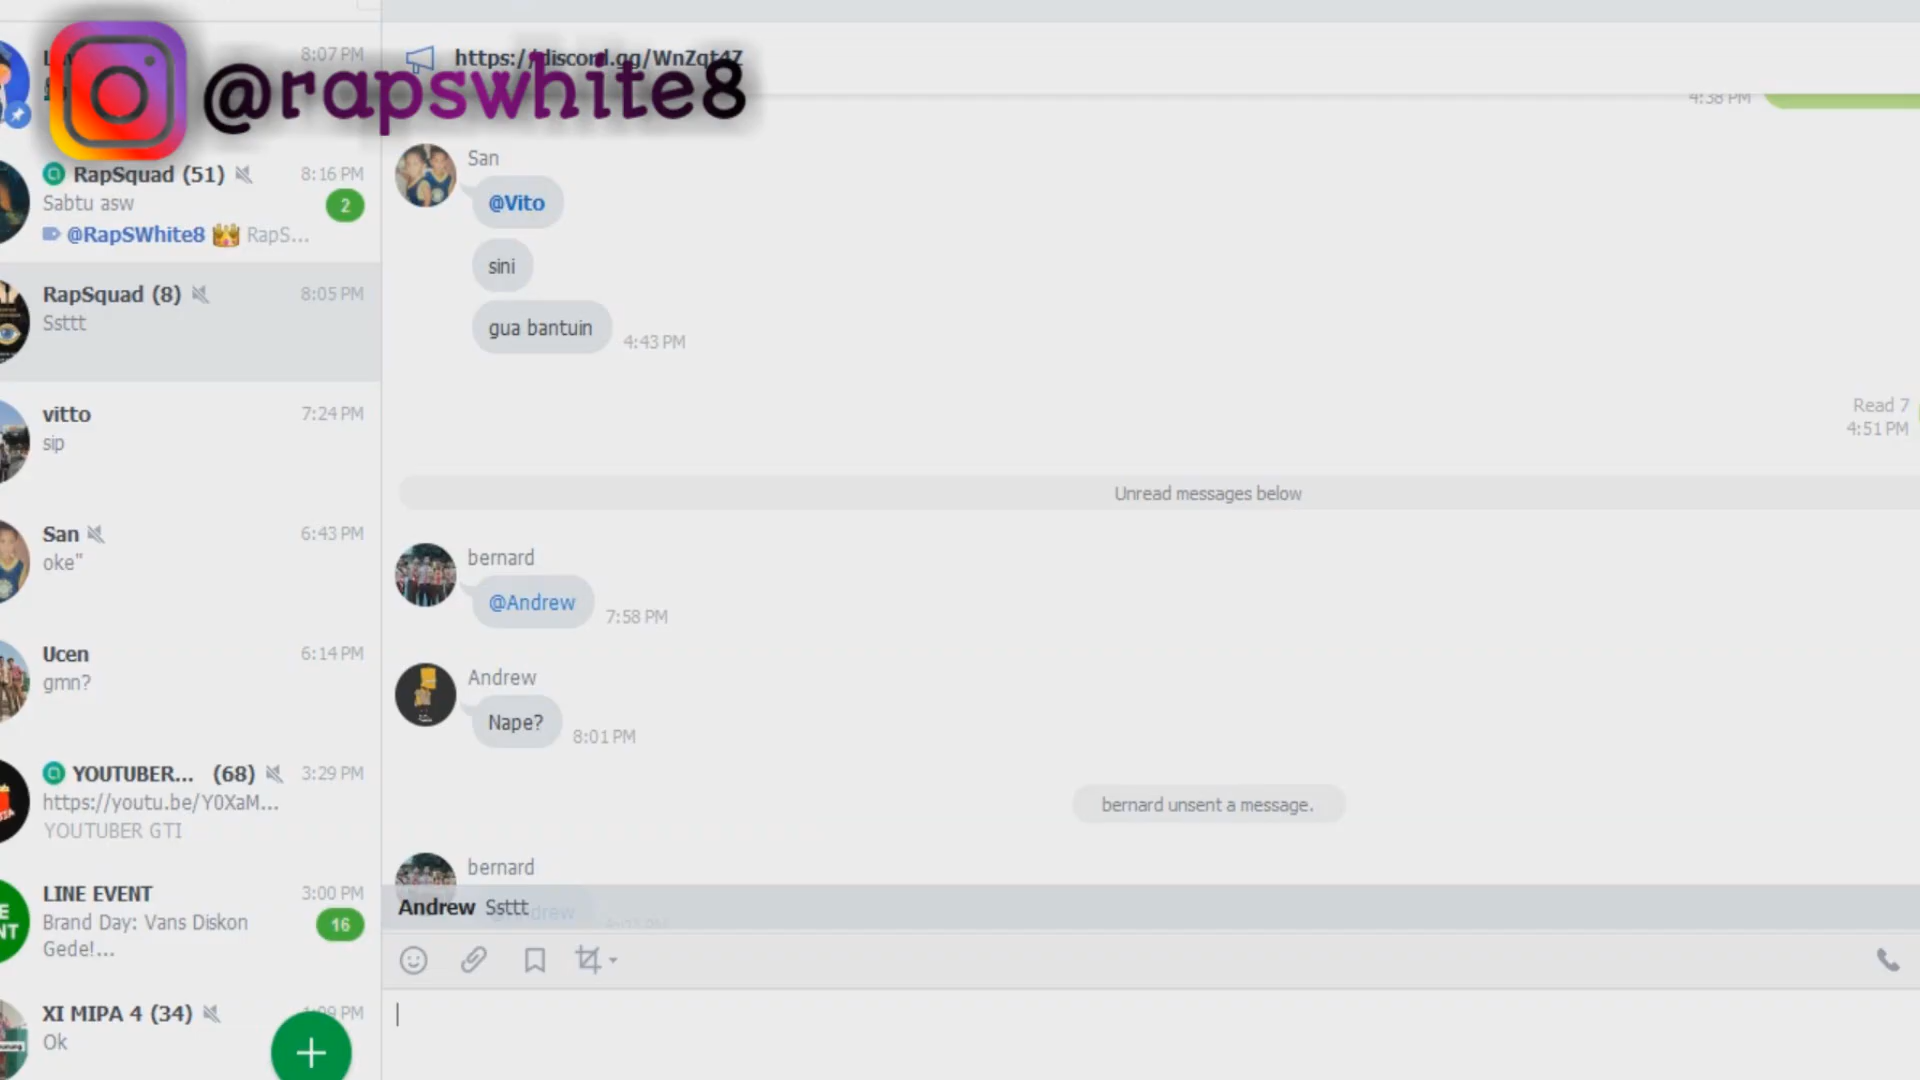 8:07 PM
@rapswhite8
RapSquad (51)
8:16 PM
Sabtu asw
2
@RapSWhite8 RapS...
RapSquad (8)
8:05 PM
Ssttt
vitto
7:24 PM
sip
San
6:43 PM
oke"
Ucen
6:14 PM
gmn?
YOUTUBER... (68)
3:29 PM
https://youtu.be/Y0XaM...
YOUTUBER GTI
LINE EVENT
3:00 PM
Brand Day: Vans Diskon
Gede!...
16
XI MIPA 4 (34)
Ok
https://discord.gg/WnZqt4Z
4:38 PM
San
@Vito
sini
gua bantuin
4:43 PM
Read 7
4:51 PM
Unread messages below
bernard
@Andrew
7:58 PM
Andrew
Nape?
8:01 PM
bernard unsent a message.
bernard
@Andrew
Andrew Ssttt